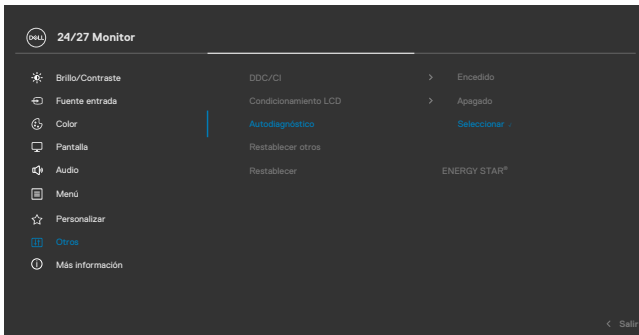 DELL
24/27 Monitor
Brillo/Contraste
Fuente entrada
Color
Pantalla
Audio
Menú
Personalizar
Otros
Más información
DDC/CI > Encedido
Condicionamiento LCD > Apagado
Autodiagnóstico Seleccionar
Restablecer otros
Restablecer ENERGY STAR®
< Salir